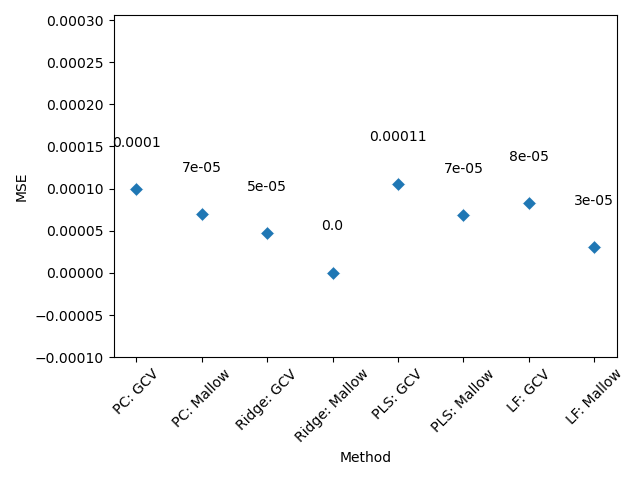 0.00030
0.00025
0.00020
0.00015
0.00010
0.00005
0.00000
−0.00005
−0.00010
MSE
0.0001
7e-05
5e-05
0.0
0.00011
7e-05
8e-05
3e-05
PC: GCV
PC: Mallow
Ridge: GCV
Ridge: Mallow
PLS: GCV
PLS: Mallow
LF: GCV
LF: Mallow
Method